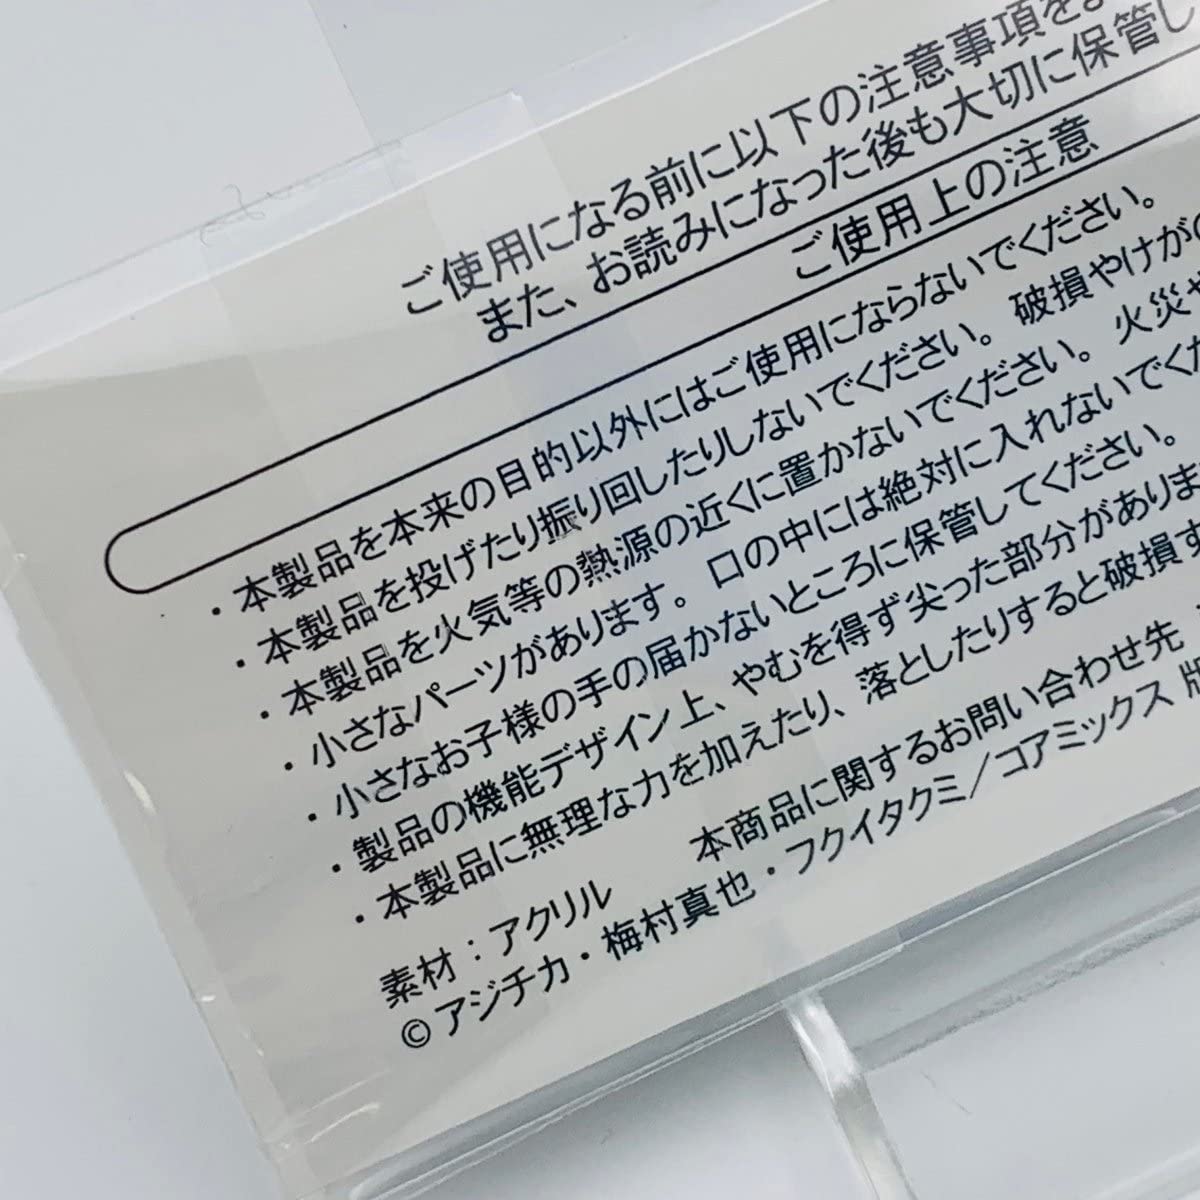 ご使用になる前に以下の注意事項をよ
また、お読みになった後も大切に保管し
ご使用上の注意
・本製品を本来の目的以外にはご使用にならないでください。
・本製品を投げたり振り回したりしないでください。破損やけがの
・本製品を火気等の熱源の近くに置かないでください。火災や
・小さなパーツがあります。口の中には絶対に入れないでくだ
・小さなお子様の手の届かないところに保管してください。
・製品の機能デザイン上、やむを得ず尖った部分がありま
・本製品に無理な力を加えたり、落としたりすると破損す
本商品に関するお問い合わせ先
素材：アクリル
©アジチカ・梅村真也・フクイタクミ／コアミックス 版